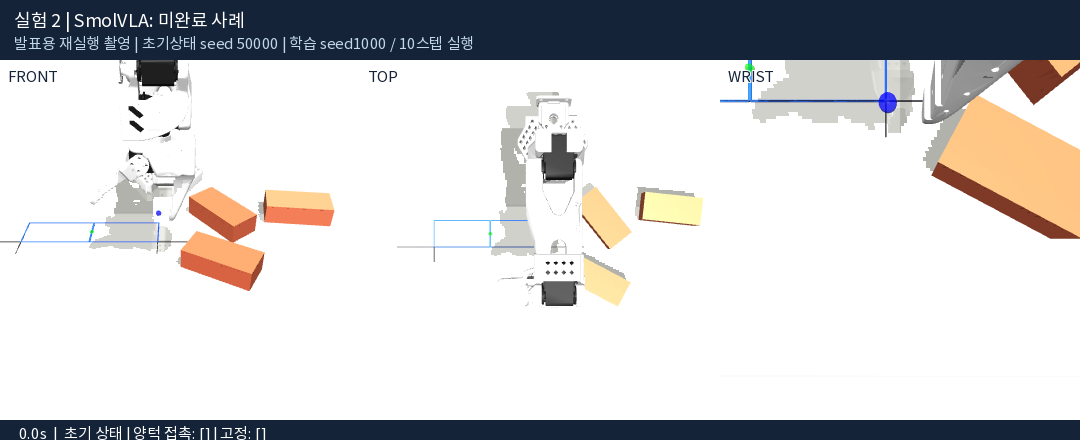 실험 2 | SmolVLA: 미완료 사례
발표용 재실행 촬영 | 초기상태 seed 50000 | 학습 seed1000 / 10스텝 실행
FRONT
TOP
WRIST
0.0s | 초기 상태 | 양턱 접촉: [] | 고정: []